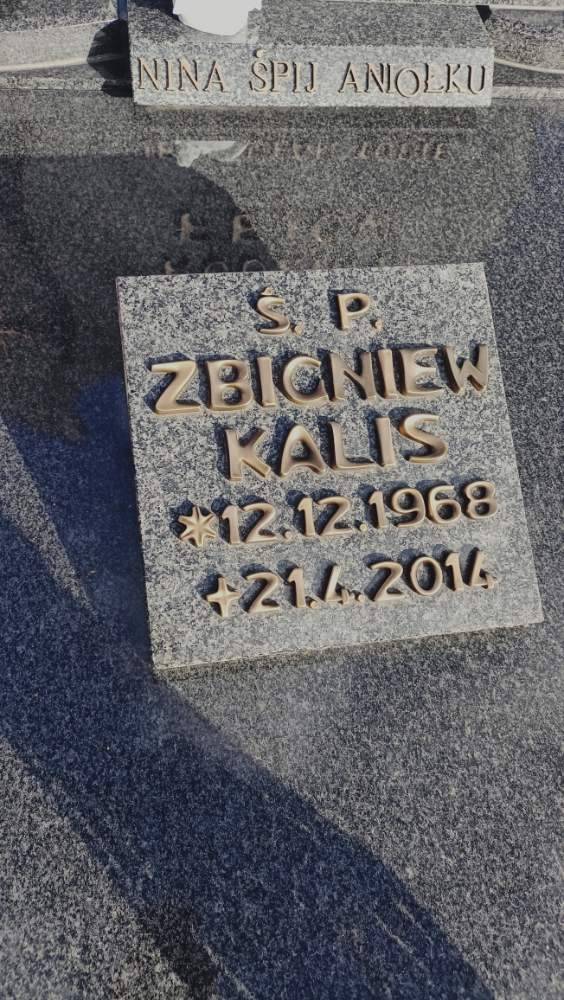 NINA ŚPIJ ANIOŁKU
Ś. P.
ZBIGNIEW
KALIS
*12.12.1968
+21.4.2014